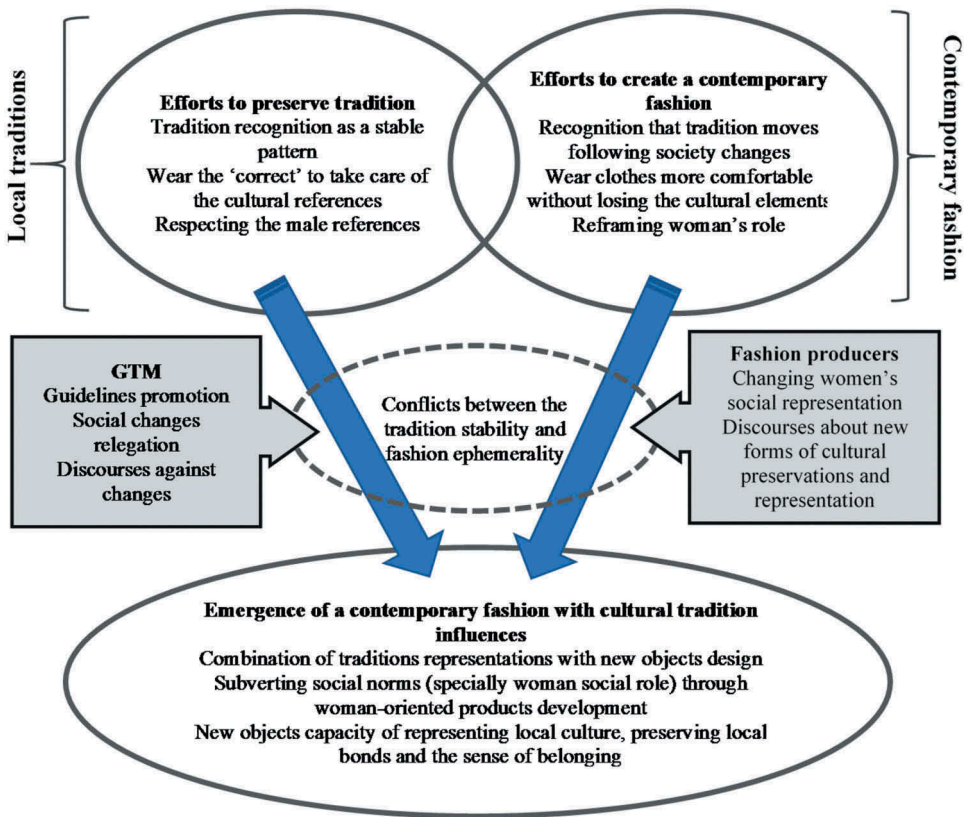 Local traditions
Efforts to preserve tradition
Tradition recognition as a stable
pattern
Wear the ‘correct’ to take care of
the cultural references
Respecting the male references
Efforts to create a contemporary
fashion
Recognition that tradition moves
following society changes
Wear clothes more comfortable
without losing the cultural elements
Reframing woman’s role
Contemporary fashion
GTM
Guidelines promotion
Social changes
relegation
Discourses against
changes
Conflicts between the
tradition stability and
fashion ephemerality
Fashion producers
Changing women’s
social representation
Discourses about new
forms of cultural
preservations and
representation
Emergence of a contemporary fashion with cultural tradition
influences
Combination of traditions representations with new objects design
Subverting social norms (specially woman social role) through
woman-oriented products development
New objects capacity of representing local culture, preserving local
bonds and the sense of belonging